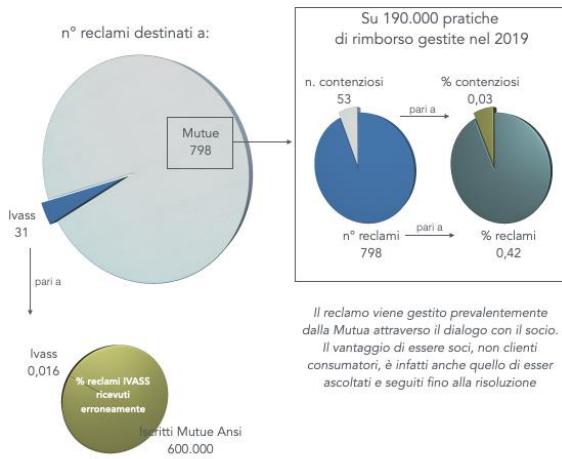 n° reclami destinati a:
Mutue
798
Ivass
31
pari a
Ivass
0,016
% reclami IVASS
ricevuti
erroneamente
Iscritti Mutue Ansi
600.000
Su 190.000 pratiche
di rimborso gestite nel 2019
n. contenziosi
53
pari a
% contenziosi
0,03
n° reclami
798
pari a
% reclami
0,42
Il reclamo viene gestito prevalentemente
dalla Mutua attraverso il dialogo con il socio.
Il vantaggio di essere soci, non clienti
consumatori, è infatti anche quello di esser
ascoltati e seguiti fino alla risoluzione